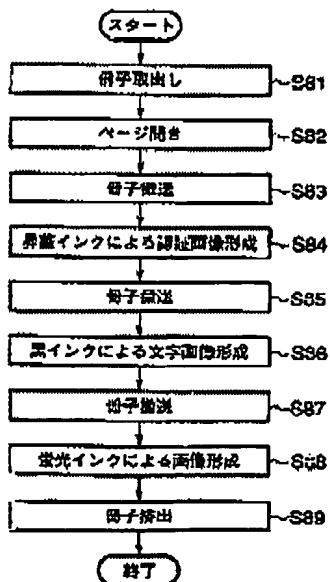 スタート
冊子取出し
S81
ページ開き
S82
冊子搬送
S83
昇華インクによる認証画像形成
S84
冊子搬送
S85
黒インクによる文字画像形成
S86
冊子搬送
S87
蛍光インクによる画像形成
S88
冊子排出
S89
終了